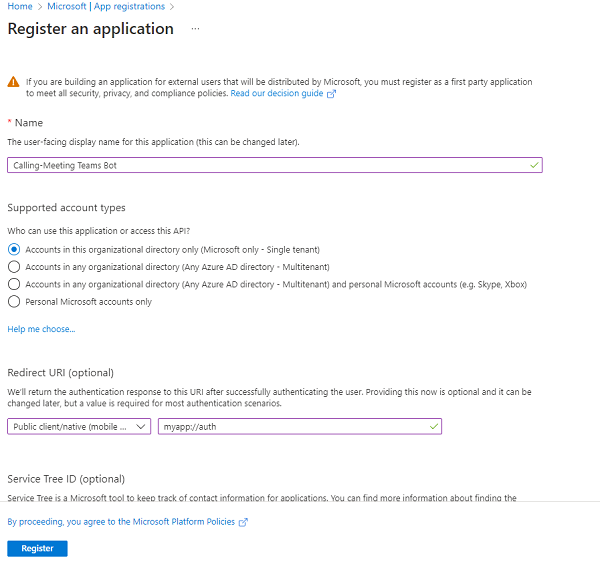 Home > Microsoft | App registrations >
Register an application ...
If you are building an application for external users that will be distributed by Microsoft, you must register as a first party application
to meet all security, privacy, and compliance policies. Read our decision guide
* Name
The user-facing display name for this application (this can be changed later).
Calling-Meeting Teams Bot
Supported account types
Who can use this application or access this API?
Accounts in this organizational directory only (Microsoft only - Single tenant)
Accounts in any organizational directory (Any Azure AD directory - Multitenant)
Accounts in any organizational directory (Any Azure AD directory - Multitenant) and personal Microsoft accounts (e.g. Skype, Xbox)
Personal Microsoft accounts only
Help me choose...
Redirect URI (optional)
We'll return the authentication response to this URI after successfully authenticating the user. Providing this now is optional and it can be
changed later, but a value is required for most authentication scenarios.
Public client/native (mobile ... myapp://auth
Service Tree ID (optional)
Service Tree is a Microsoft tool to keep track of contact information for applications. You can find more information about finding the
By proceeding, you agree to the Microsoft Platform Policies
Register